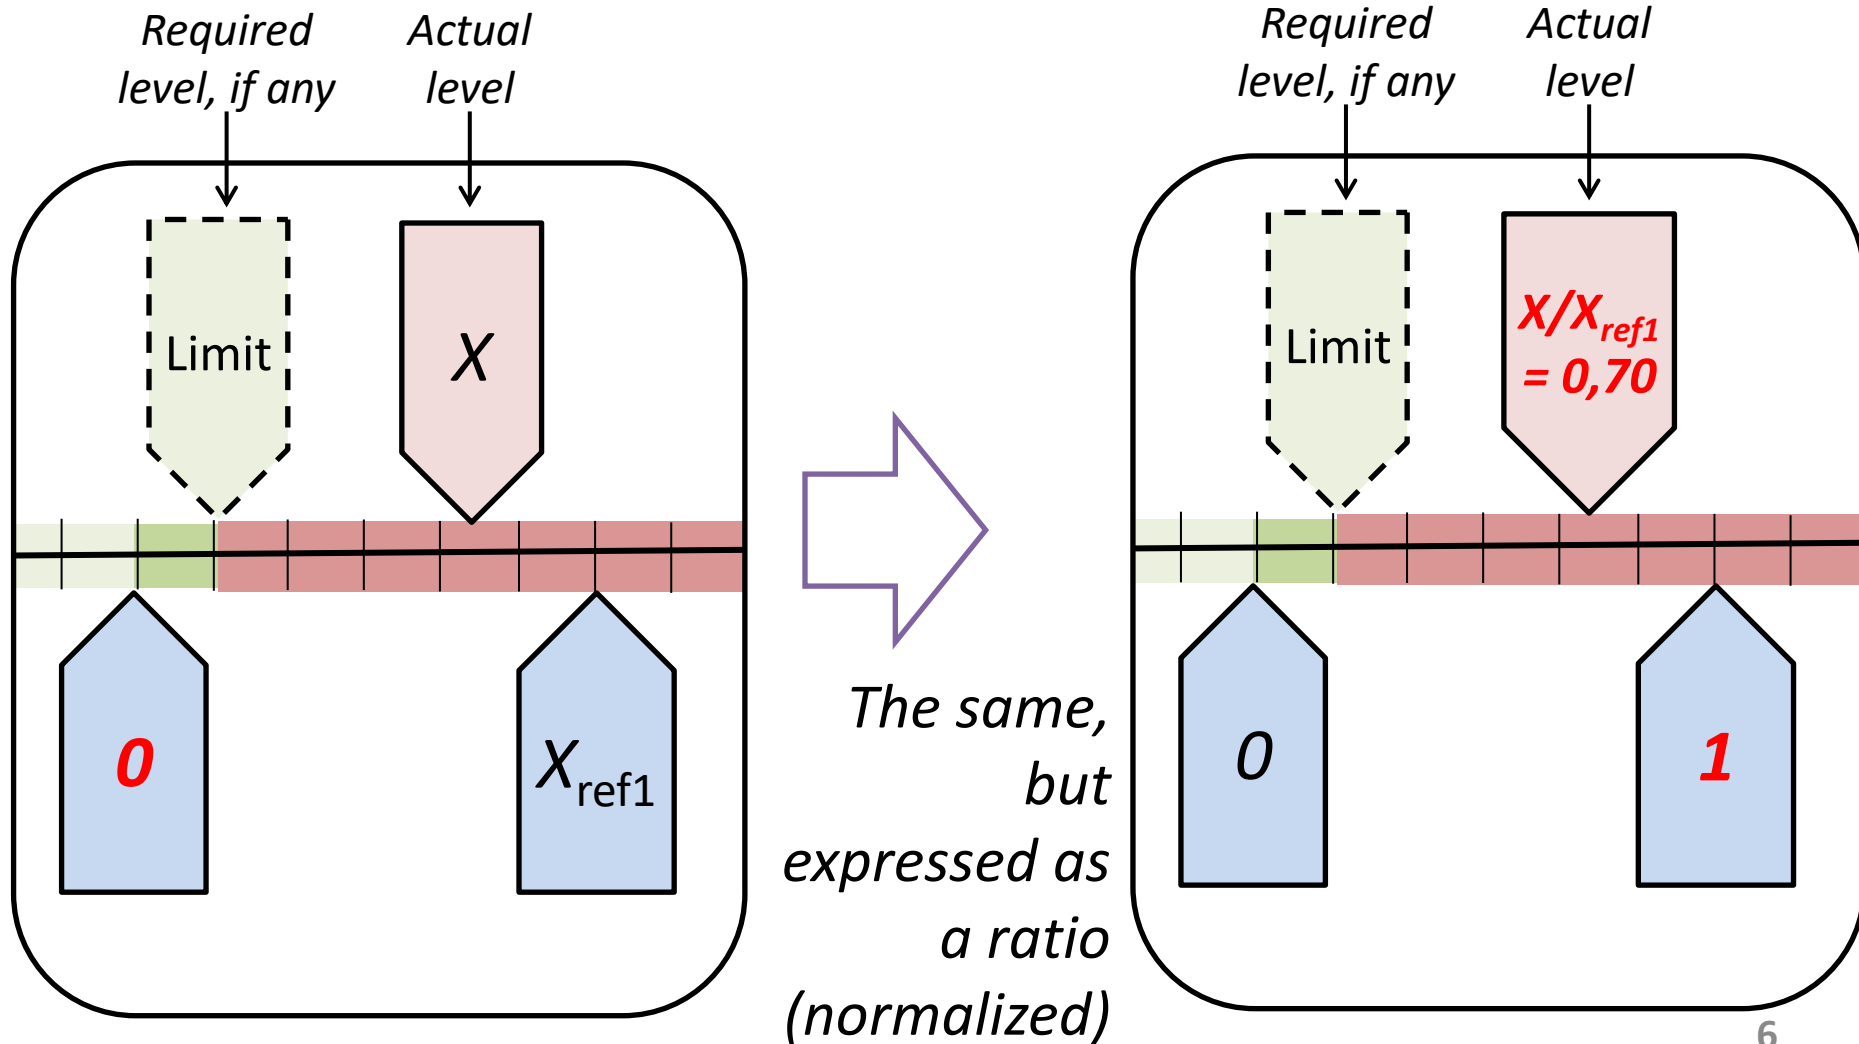 Required
level, if any
Actual
level
Limit
X
0
Xref1
The same,
but
expressed as
a ratio
(normalized)
Required
level, if any
Actual
level
Limit
X/Xref1
= 0,70
0
1
6